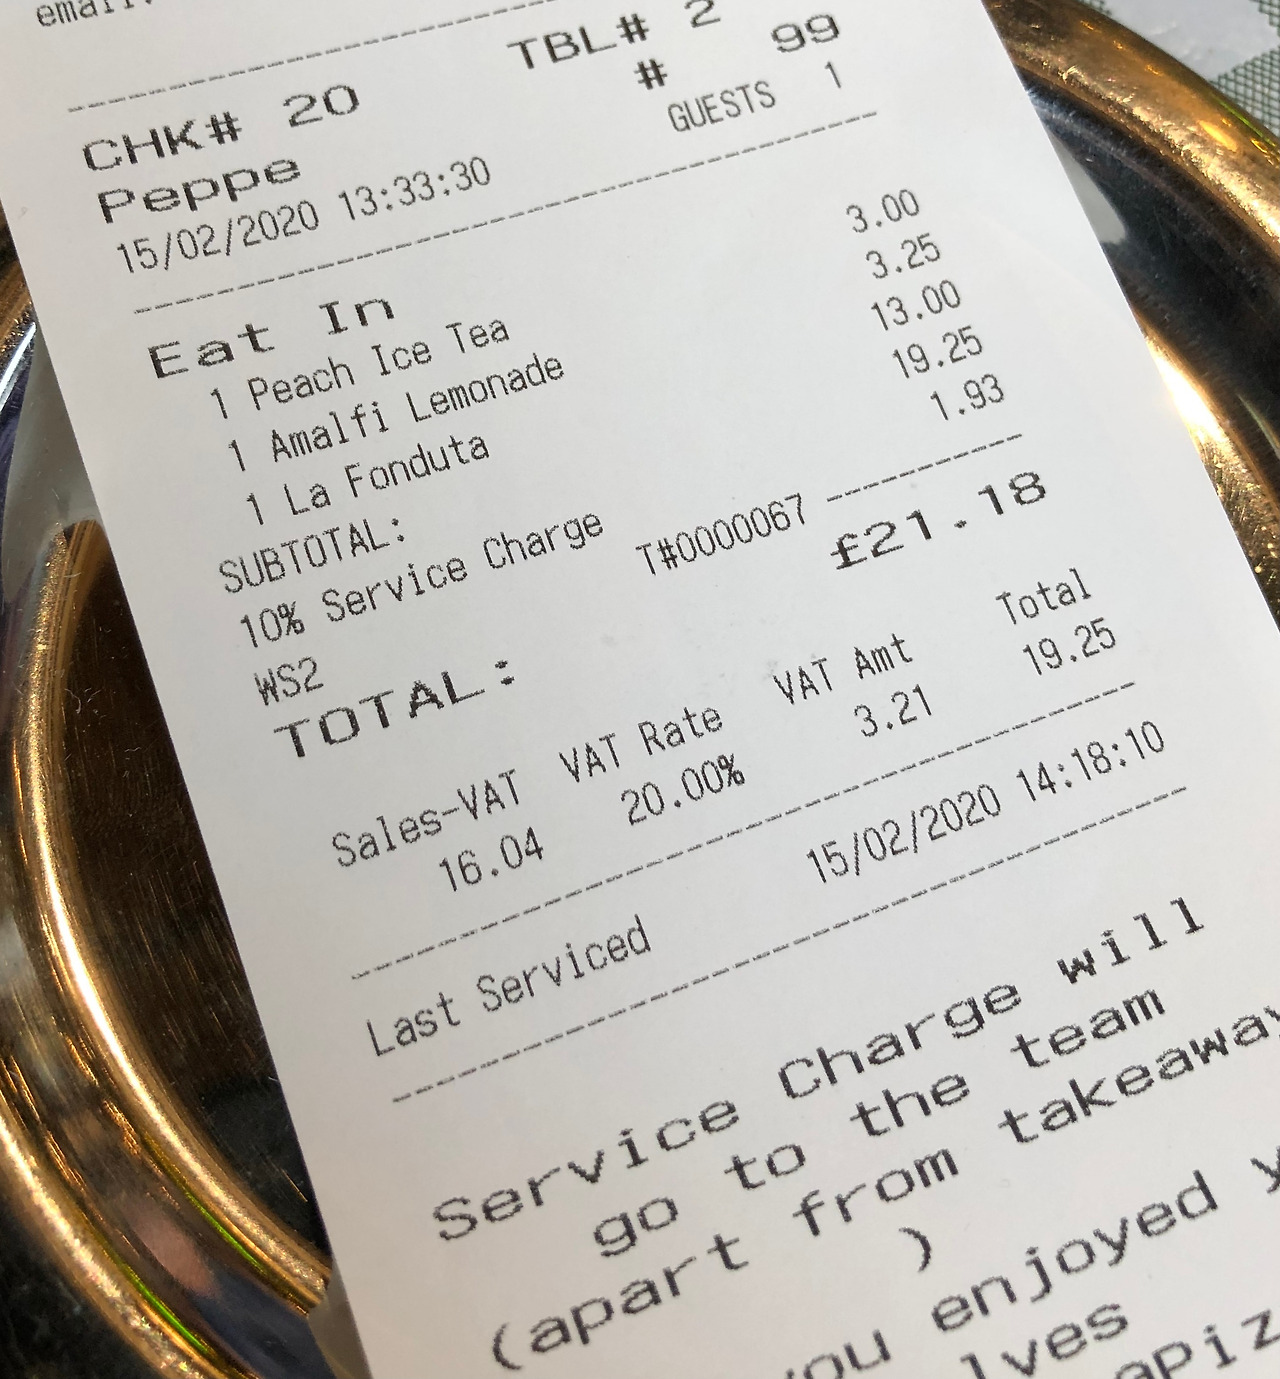 email:
TBL# 2
CHK# 20 # 99
Peppe GUESTS 1
15/02/2020 13:33:30
Eat In
1 Peach Ice Tea 3.00
1 Amalfi Lemonade 3.25
1 La Fonduta 13.00
SUBTOTAL: 19.25
10% Service Charge 1.93
WS2 T#0000067
TOTAL: £21.18
Sales-VAT VAT Rate VAT Amt Total
16.04 20.00% 3.21 19.25
Last Serviced 15/02/2020 14:18:10
Service Charge will
go to the team
(apart from takeaway
)
you enjoyed